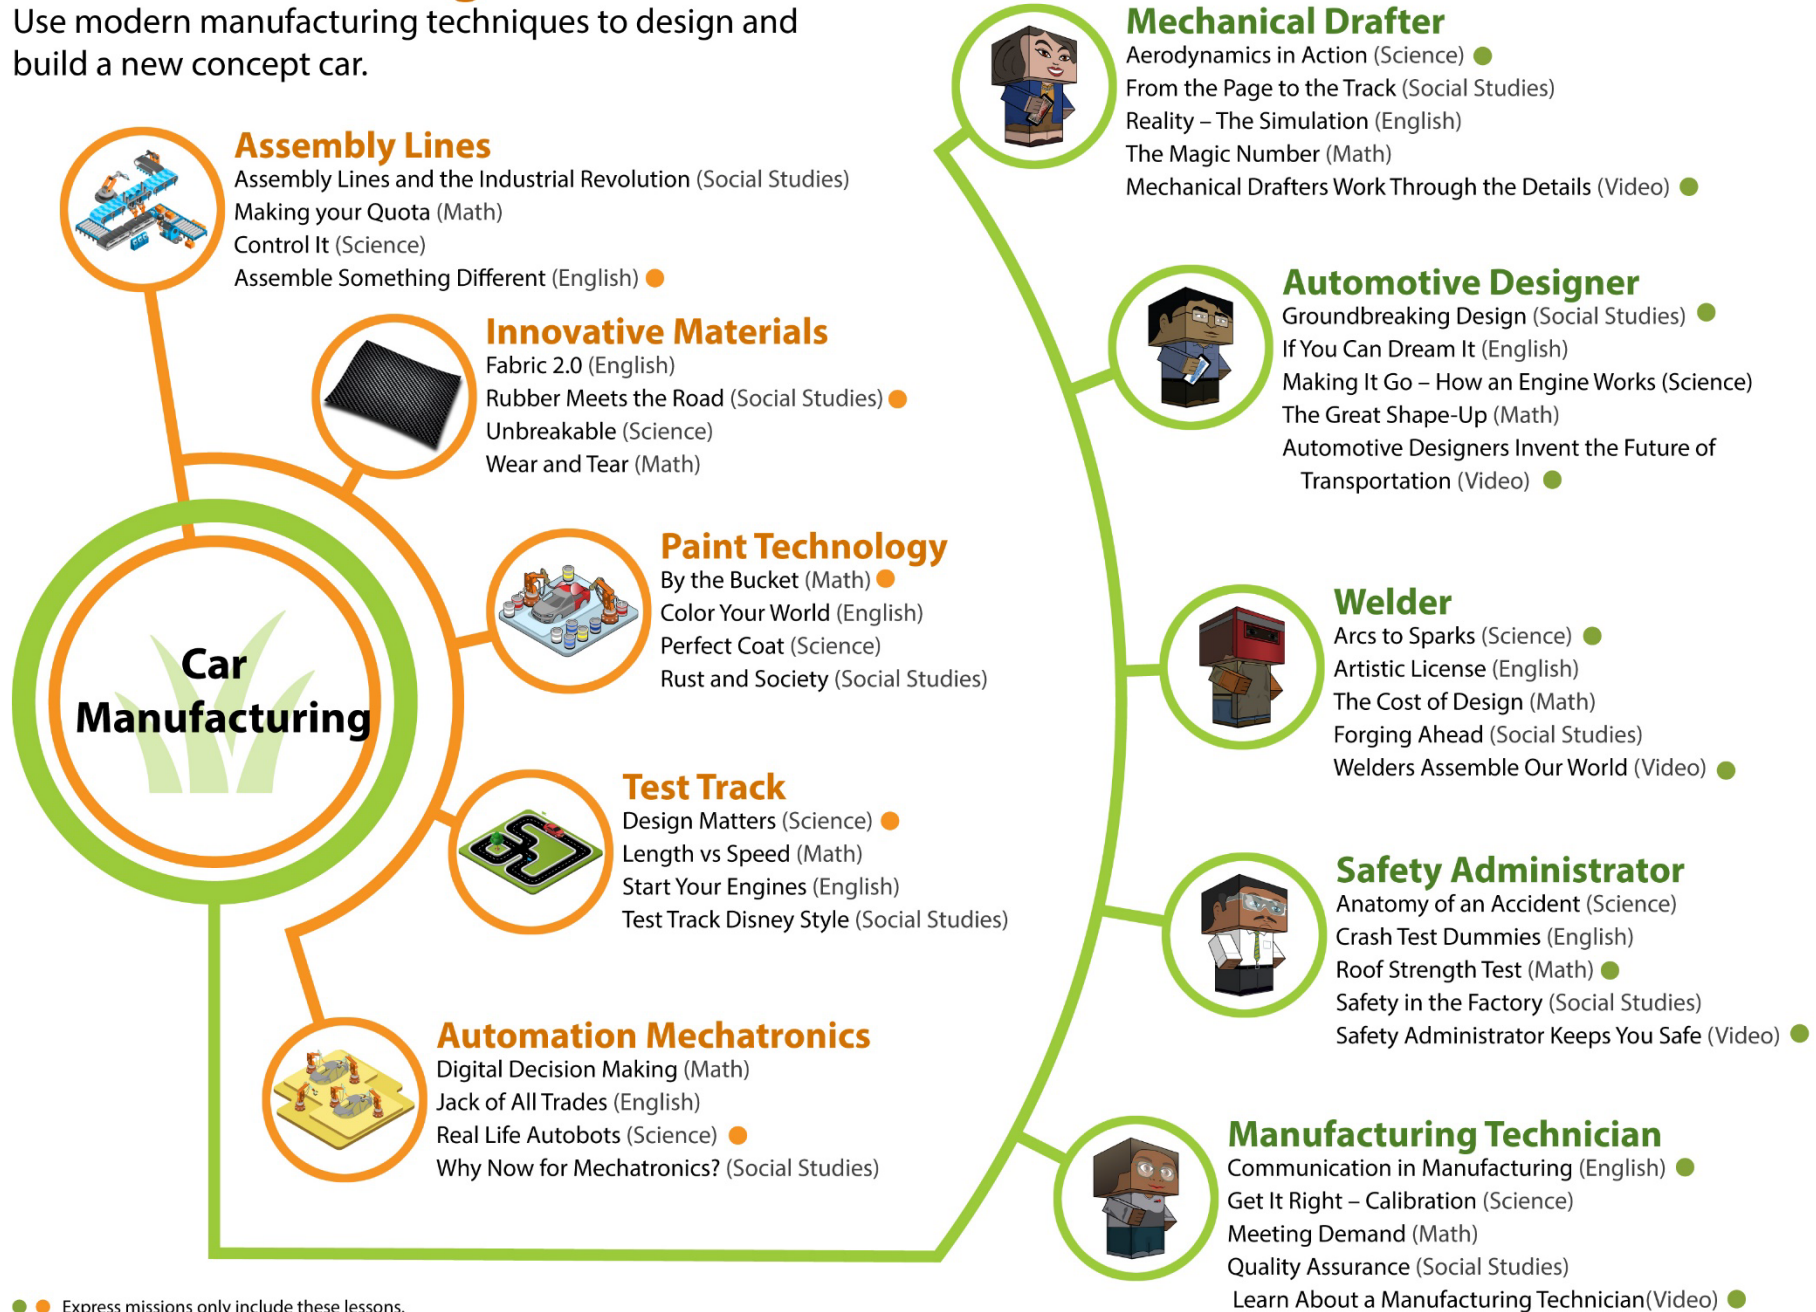 Use modern manufacturing techniques to design and
build a new concept car.
Assembly Lines
Assembly Lines and the Industrial Revolution (Social Studies)
Making your Quota (Math)
Control It (Science)
Assemble Something Different (English)
Innovative Materials
Fabric 2.0 (English)
Rubber Meets the Road (Social Studies)
Unbreakable (Science)
Wear and Tear (Math)
Paint Technology
By the Bucket (Math)
Color Your World (English)
Perfect Coat (Science)
Rust and Society (Social Studies)
Car
Manufacturing
Test Track
Design Matters (Science)
Length vs Speed (Math)
Start Your Engines (English)
Test Track Disney Style (Social Studies)
Automation Mechatronics
Digital Decision Making (Math)
Jack of All Trades (English)
Real Life Autobots (Science)
Why Now for Mechatronics? (Social Studies)
Mechanical Drafter
Aerodynamics in Action (Science)
From the Page to the Track (Social Studies)
Reality – The Simulation (English)
The Magic Number (Math)
Mechanical Drafters Work Through the Details (Video)
Automotive Designer
Groundbreaking Design (Social Studies)
If You Can Dream It (English)
Making It Go – How an Engine Works (Science)
The Great Shape-Up (Math)
Automotive Designers Invent the Future of
Transportation (Video)
Welder
Arcs to Sparks (Science)
Artistic License (English)
The Cost of Design (Math)
Forging Ahead (Social Studies)
Welders Assemble Our World (Video)
Safety Administrator
Anatomy of an Accident (Science)
Crash Test Dummies (English)
Roof Strength Test (Math)
Safety in the Factory (Social Studies)
Safety Administrator Keeps You Safe (Video)
Manufacturing Technician
Communication in Manufacturing (English)
Get It Right – Calibration (Science)
Meeting Demand (Math)
Quality Assurance (Social Studies)
Learn About a Manufacturing Technician(Video)
Express missions only include these lessons.